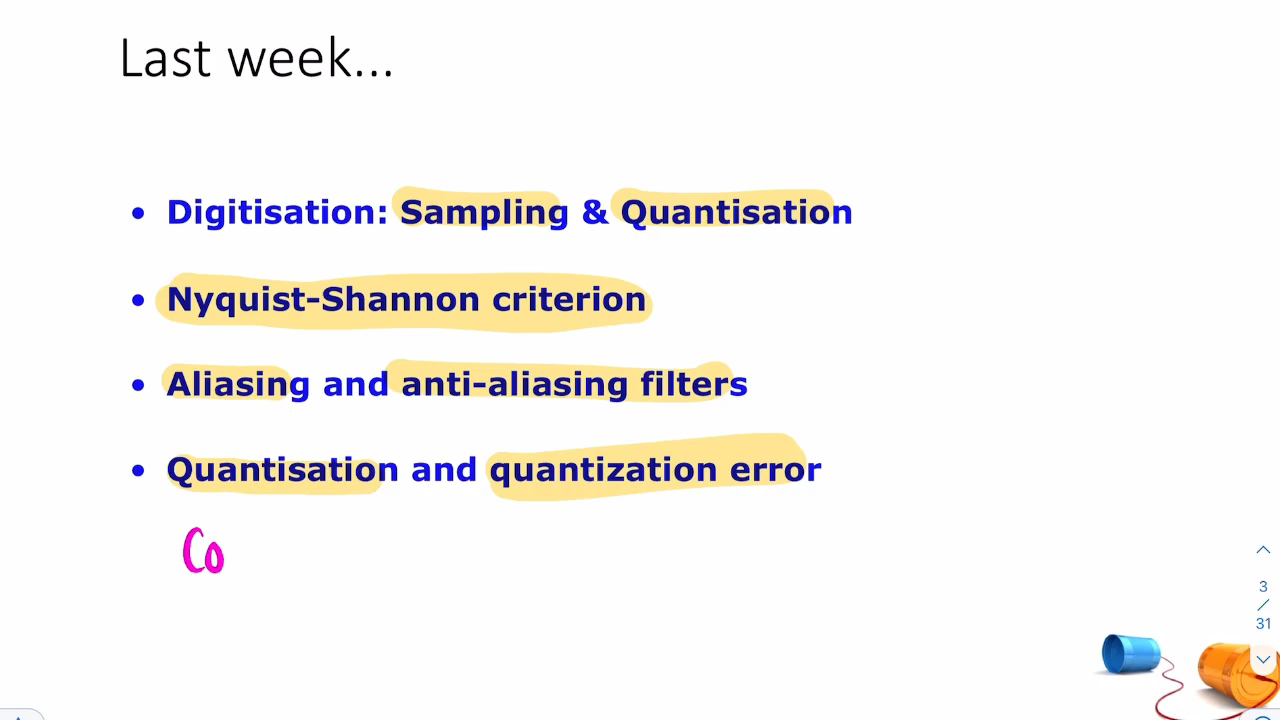 Last week...
• Digitisation: Sampling & Quantisation
• Nyquist-Shannon criterion
• Aliasing and anti-aliasing filters
• Quantisation and quantization error
Co
3
/
31